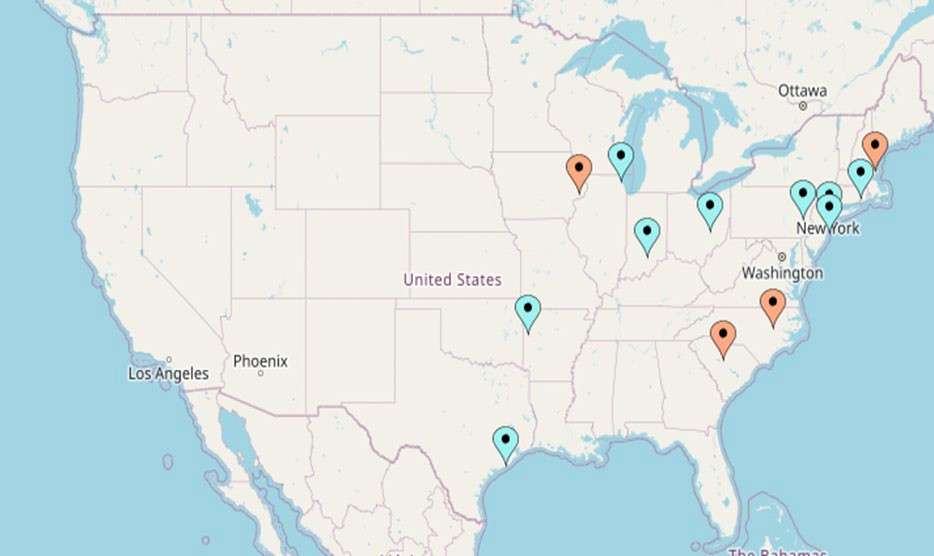 Ottawa
New York
Washington
United States
Phoenix
Los Angeles
The Bahamas